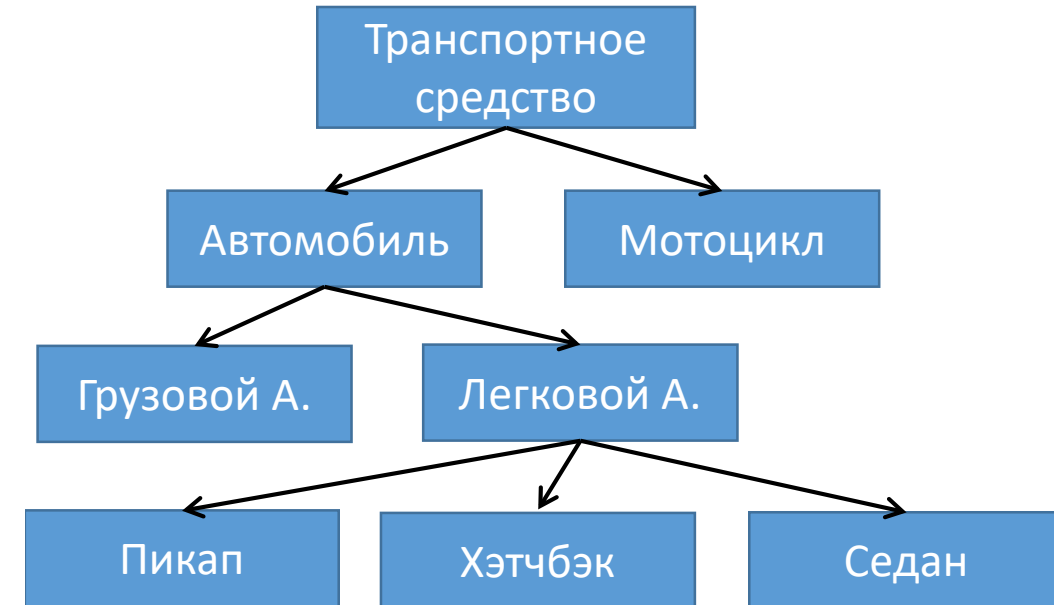 Транспортное
средство
Автомобиль
Мотоцикл
Грузовой А.
Легковой А.
Пикап
Хэтчбэк
Седан